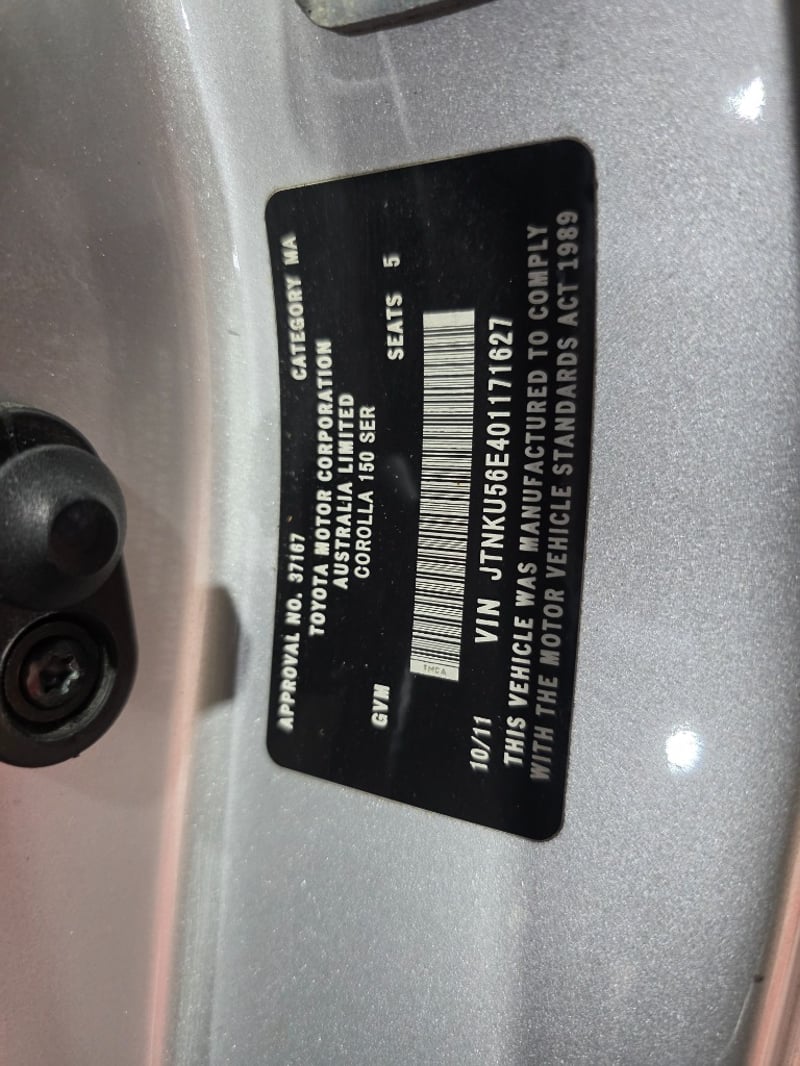 APPROVAL NO. 37167 CATEGORY MA
TOYOTA MOTOR CORPORATION
AUSTRALIA LIMITED
COROLLA 150 SER
GVM SEATS 5
TMCA
10/11 VIN JTNKU56E401171627
THIS VEHICLE WAS MANUFACTURED TO COMPLY
WITH THE MOTOR VEHICLE STANDARDS ACT 1989